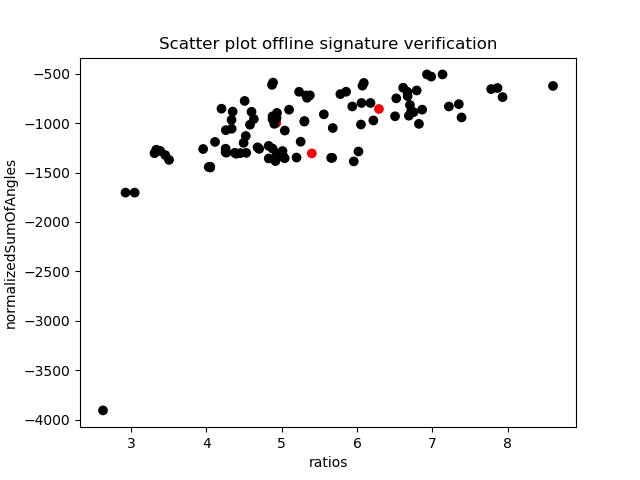 Scatter plot offline signature verification
−500
−1000
−1500
−2000
−2500
−3000
−3500
−4000
normalizedSumOfAngles
3 4 5 6 7 8
ratios